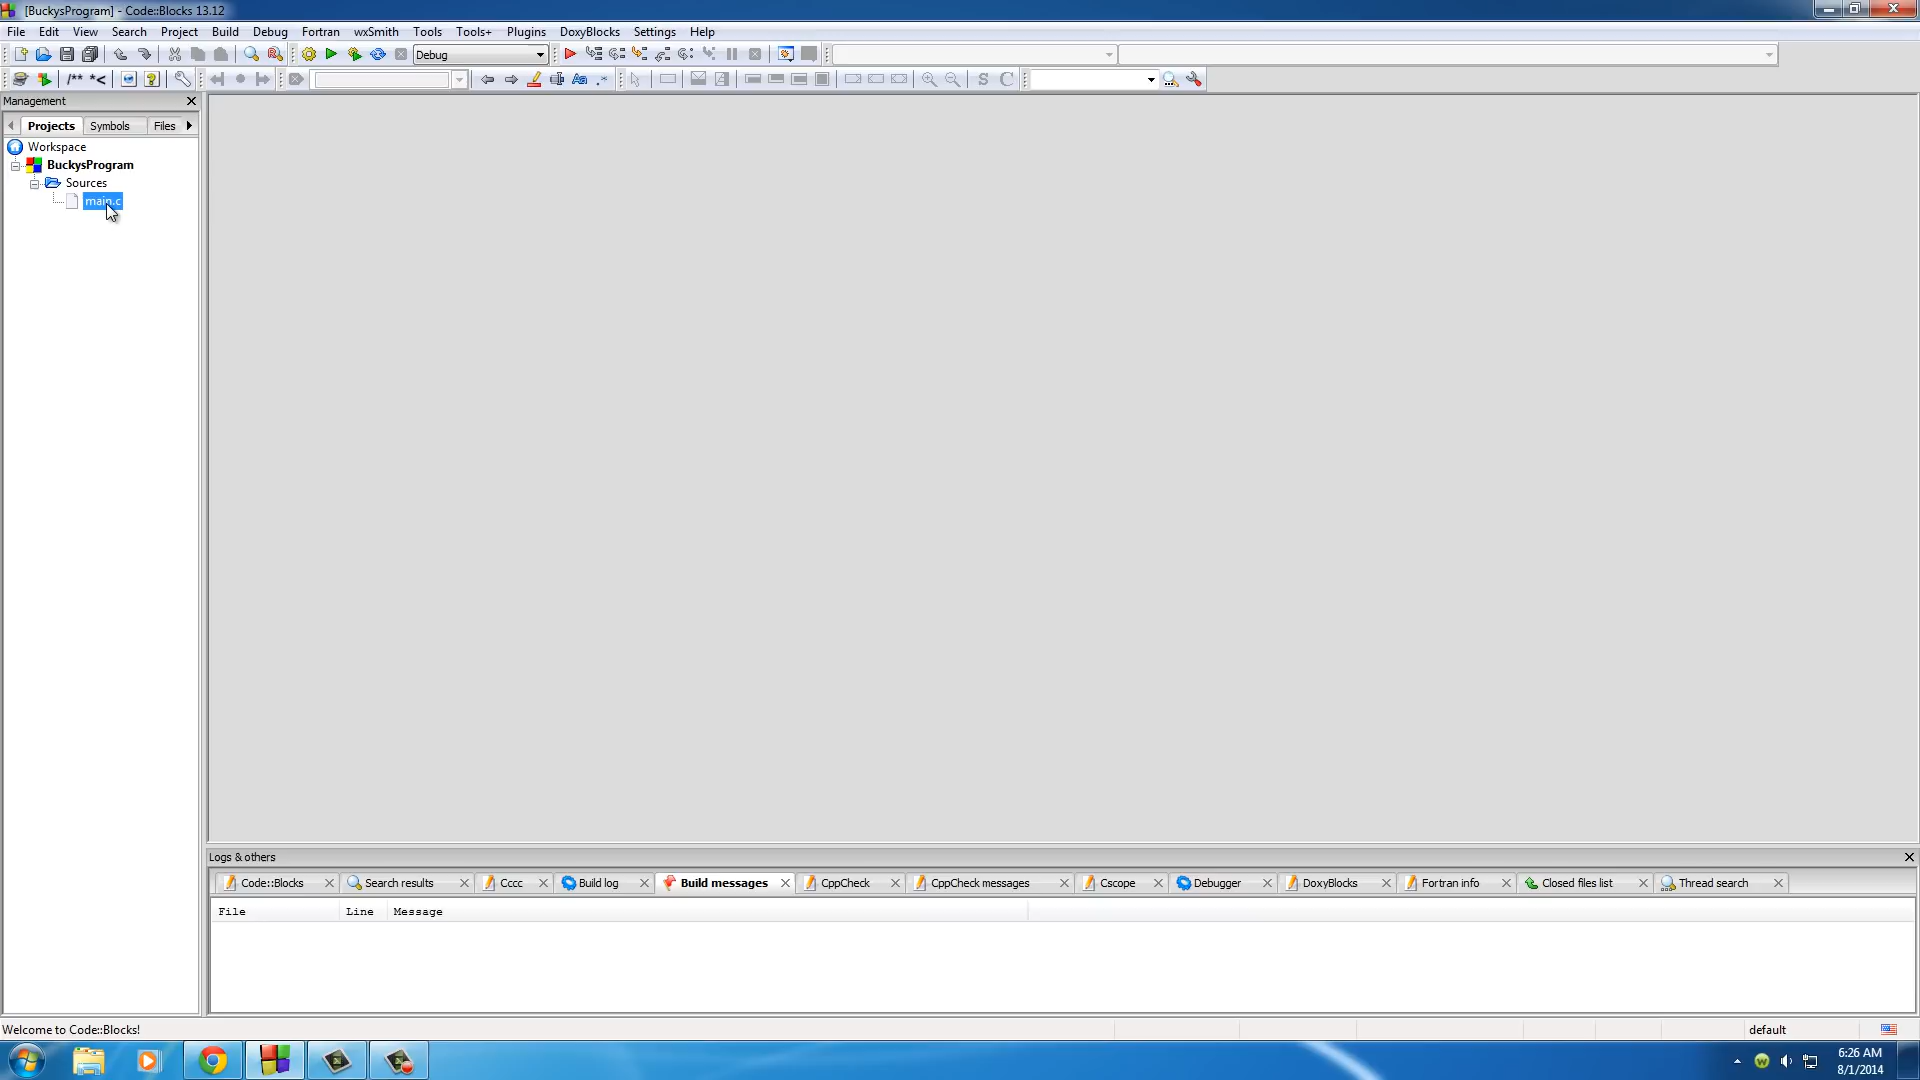 [BuckysProgram] - Code::Blocks 13.12
File Edit View Search Project Build Debug Fortran wxSmith Tools Tools+ Plugins DoxyBlocks Settings Help
Debug
/** *<
Aa .*
S C
Management
Projects Symbols Files
Workspace
BuckysProgram
Sources
main.c
Logs & others
Code::Blocks Search results Cccc Build log Build messages CppCheck CppCheck messages Cscope Debugger DoxyBlocks Fortran info Closed files list Thread search
File Line Message
Welcome to Code::Blocks!
default
6:26 AM
8/1/2014